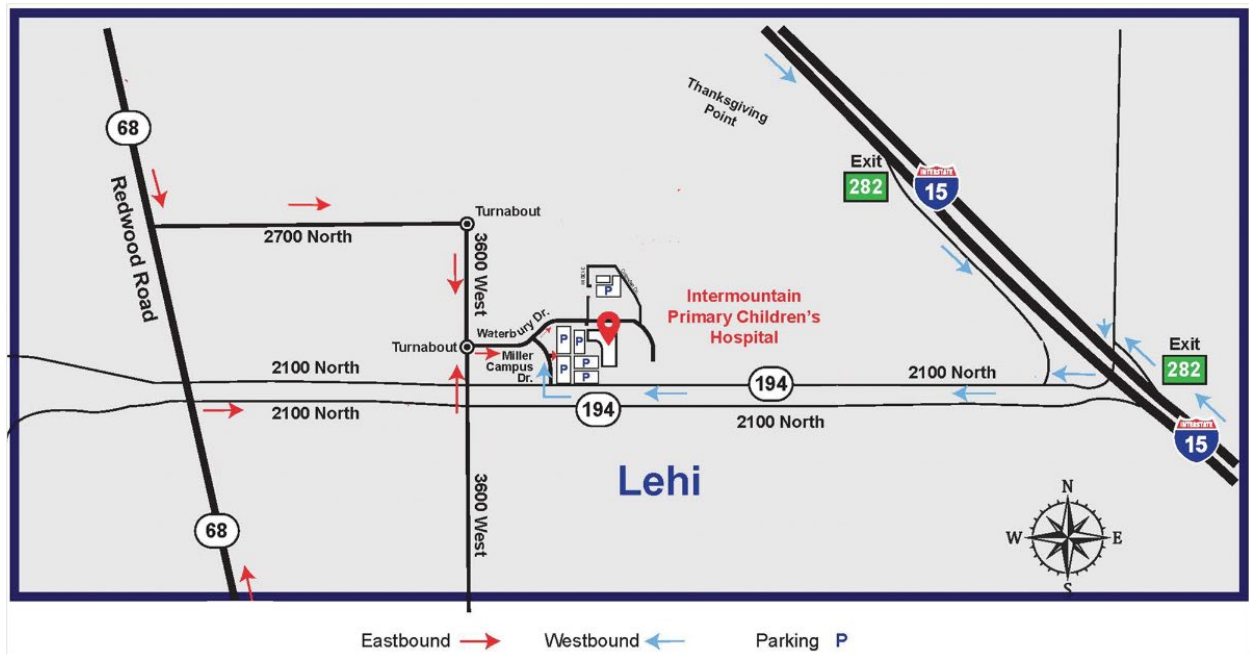 Thanksgiving
Point
68
Exit
282
INTERSTATE
15
Redwood Road
Turnabout
2700 North
3600 West
P
Intermountain
Primary Children's
Hospital
Waterbury Dr.
Turnabout
Miller
Campus
Dr.
P
P
P
P
P
Exit
282
2100 North
2100 North
194
2100 North
194
2100 North
INTERSTATE
15
Lehi
3600 West
68
N
W
E
S
Eastbound
Westbound
Parking P